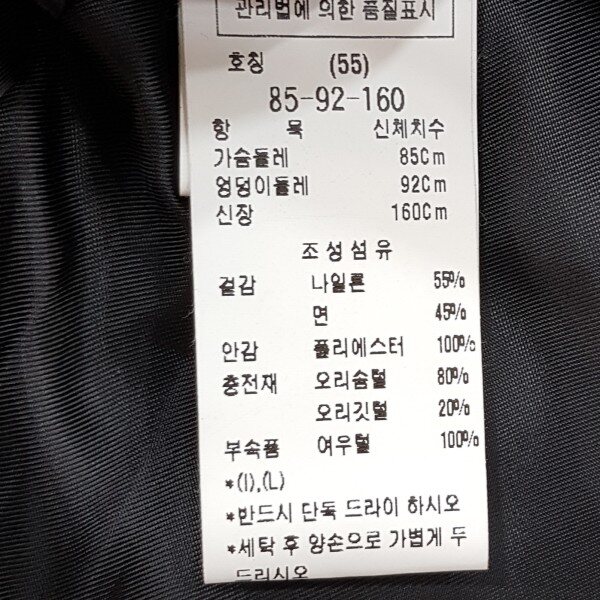 관리법에 의한 품질표시
호칭 (55)
85-92-160
항 목 신체치수
가슴둘레 85Cm
엉덩이둘레 92Cm
신장 160Cm
조성섬유
겉감 나일론 55%
면 45%
안감 폴리에스터 100%
충전재 오리솜털 80%
오리깃털 20%
부속품 여우털 100%
*(I),(L)
*반드시 단독 드라이 하시오
*세탁 후 양손으로 가볍게 두
드리시오